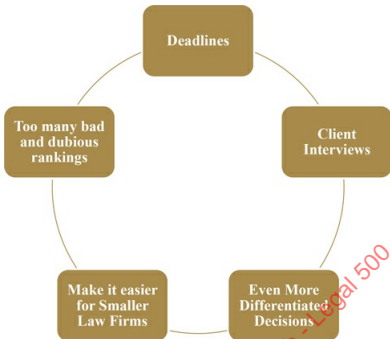 Deadlines
Client
Interviews
Even More
Differentiated
Decisions
Make it easier
for Smaller
Law Firms
Too many bad
and dubious
rankings
- Legal 500